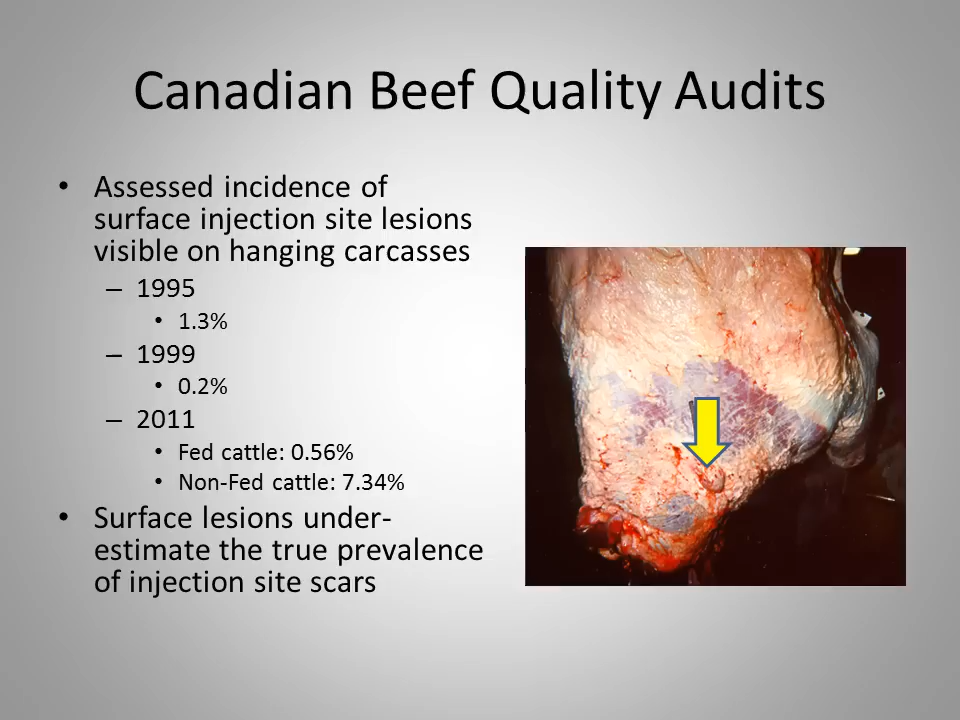 Canadian Beef Quality Audits
• Assessed incidence of
surface injection site lesions
visible on hanging carcasses
– 1995
• 1.3%
– 1999
• 0.2%
– 2011
• Fed cattle: 0.56%
• Non-Fed cattle: 7.34%
• Surface lesions under-
estimate the true prevalence
of injection site scars